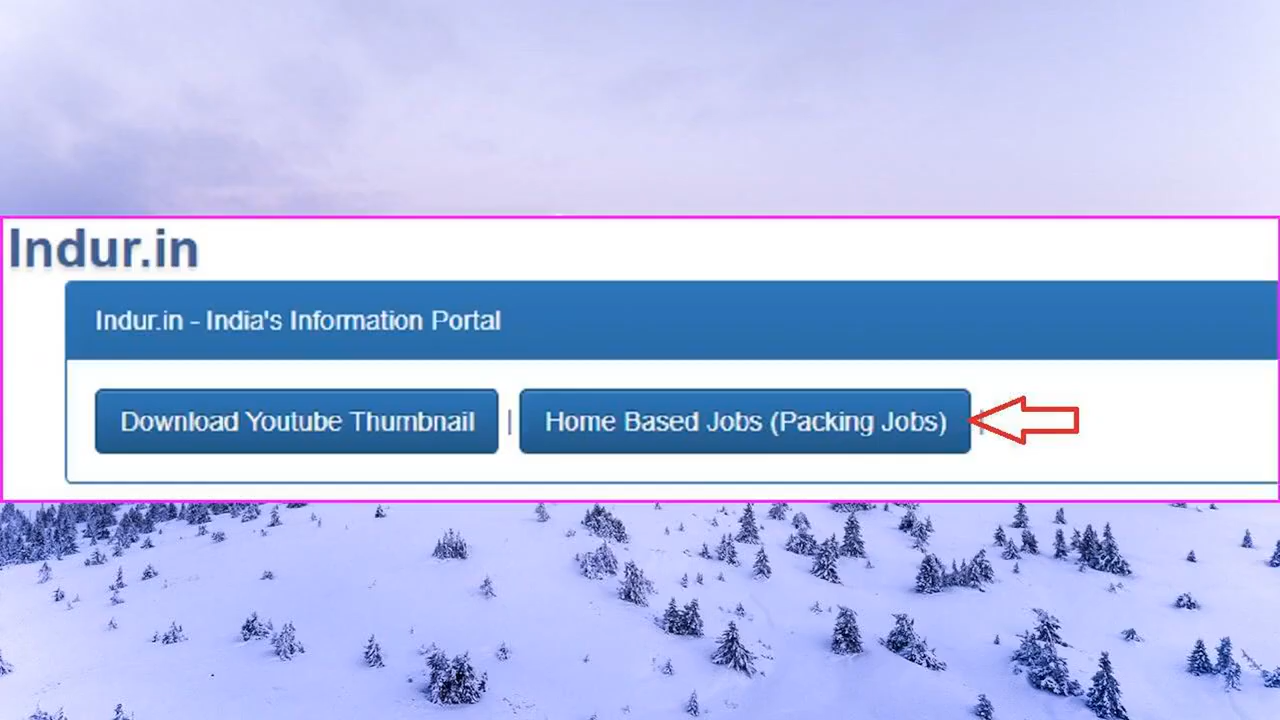 Indur.in
Indur.in - India's Information Portal
Download Youtube Thumbnail | Home Based Jobs (Packing Jobs) |